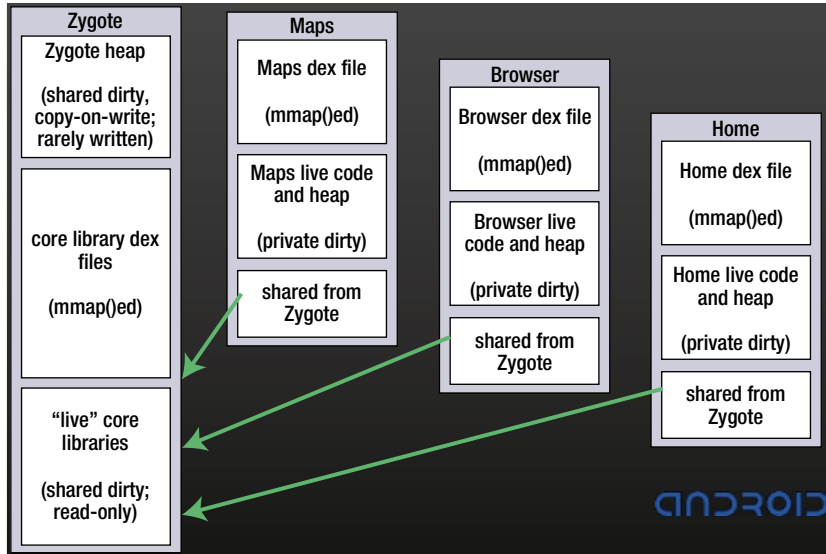 Zygote
Zygote heap
(shared dirty,
copy-on-write;
rarely written)
core library dex
files
(mmap()ed)
“live” core
libraries
(shared dirty;
read-only)
Maps
Maps dex file
(mmap()ed)
Maps live code
and heap
(private dirty)
shared from
Zygote
Browser
Browser dex file
(mmap()ed)
Browser live
code and heap
(private dirty)
shared from
Zygote
Home
Home dex file
(mmap()ed)
Home live code
and heap
(private dirty)
shared from
Zygote
ANDROID